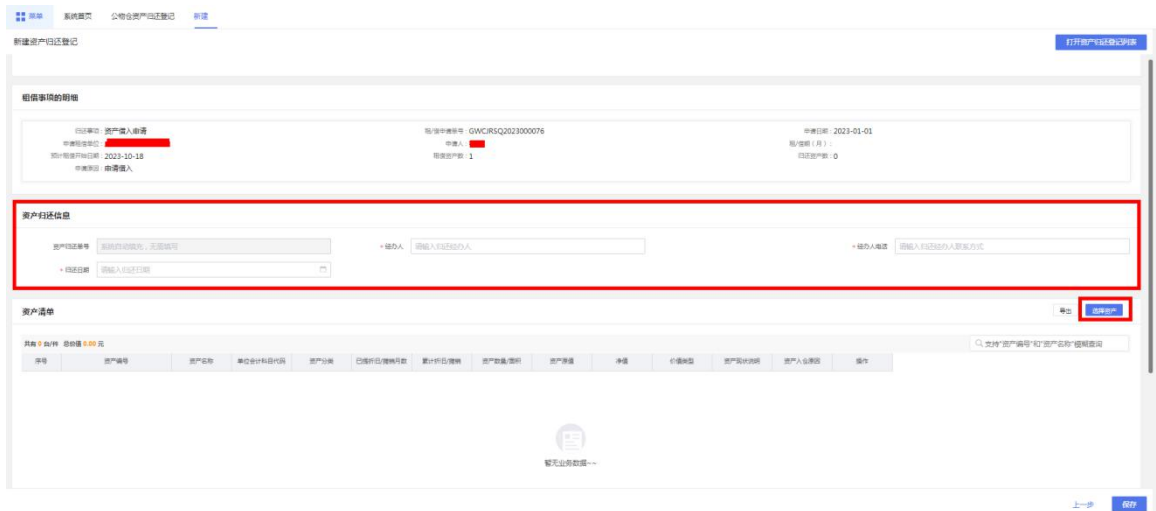 菜单 系统首页 公物仓资产归还登记 新建
新建资产归还登记 打开资产归还登记列表
租借事项的明细
归还事项：资产借入申请 租/借申请单号：GWCJRSQ2023000076 申请日期：2023-01-01
申请租借单位： 申请人： 租/借期（月）：
预计租借开始日期：2023-10-18 租借资产数：1 归还资产数：0
申请原因：申请借入
资产归还信息
资产归还单号 系统自动填充，无需填写 * 经办人 请输入归还经办人 * 经办人电话 请输入归还经办人联系方式
* 归还日期 请输入归还日期
资产清单 导出 选择资产
共有 0 台/件 总价值 0.00 元 支持"资产编号"和"资产名称"模糊查询
序号 资产编号 资产名称 单位会计科目代码 资产分类 已提折旧/摊销月数 累计折旧/摊销 资产数量/面积 资产原值 净值 价值类型 资产现状说明 资产入仓原因 操作
暂无业务数据~~
上一步 保存